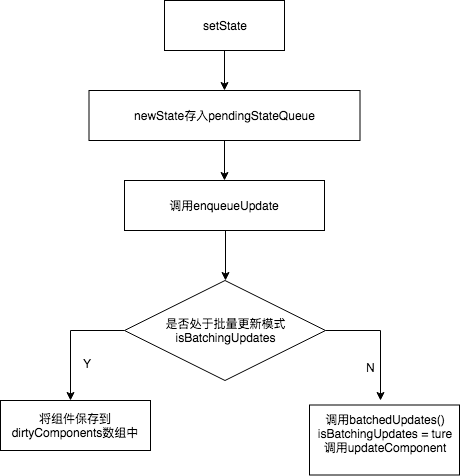 setState
newState存入pendingStateQueue
调用enqueueUpdate
是否处于批量更新模式
isBatchingUpdates
Y
N
将组件保存到
dirtyComponents数组中
调用batchedUpdates()
isBatchingUpdates = ture
调用updateComponent